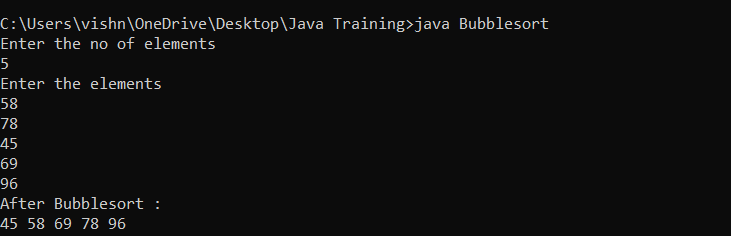 C:\Users\vishn\OneDrive\Desktop\Java Training>java Bubblesort
Enter the no of elements
5
Enter the elements
58
78
45
69
96
After Bubblesort :
45 58 69 78 96